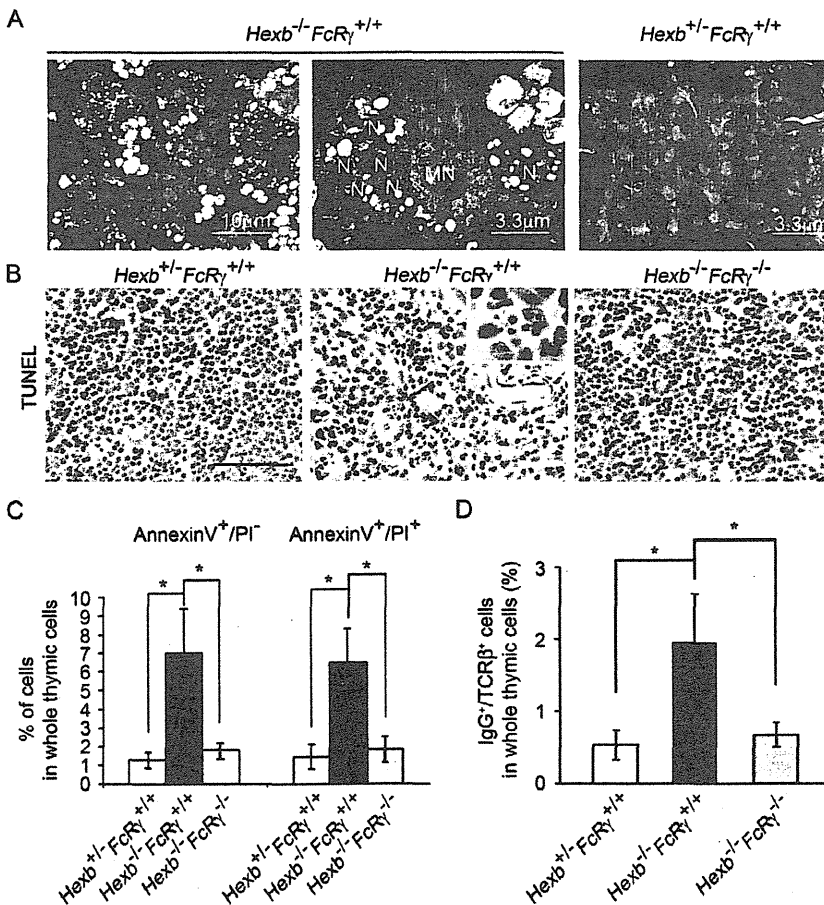 A
Hexb-/-FcRγ+/+
Hexb+/-FcRγ+/+
N
N
N
N
N
N
MN
10μm
3.3μm
3.3μm
B
Hexb+/-FcRγ+/+
Hexb-/-FcRγ+/+
Hexb-/-FcRγ-/-
TUNEL
C
AnnexinV+/PI-
AnnexinV+/PI+
* * * *
% of cells
in whole thymic cells
10
9
8
7
6
5
4
3
2
1
0
Hexb+/-FcRγ+/+
Hexb-/-FcRγ+/+
Hexb-/-FcRγ-/-
Hexb+/-FcRγ+/+
Hexb-/-FcRγ+/+
Hexb-/-FcRγ-/-
D
* *
IgG+/TCRβ+ cells
in whole thymic cells (%)
3
2
1
0
Hexb+/-FcRγ+/+
Hexb-/-FcRγ+/+
Hexb-/-FcRγ-/-